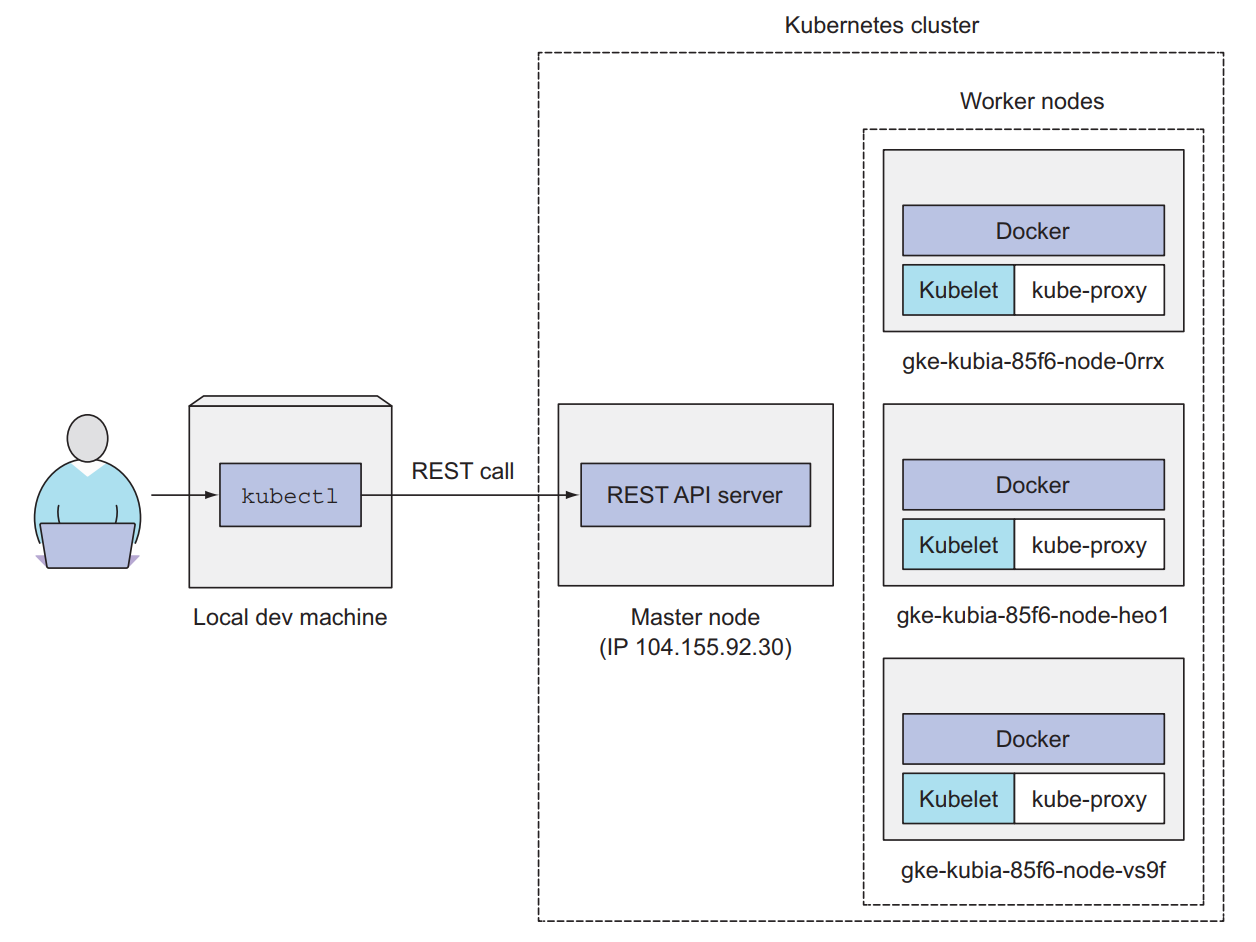 Kubernetes cluster
Worker nodes
Docker
Kubelet
kube-proxy
gke-kubia-85f6-node-0rrx
kubectl
Local dev machine
REST call
REST API server
Master node
(IP 104.155.92.30)
Docker
Kubelet
kube-proxy
gke-kubia-85f6-node-heo1
Docker
Kubelet
kube-proxy
gke-kubia-85f6-node-vs9f